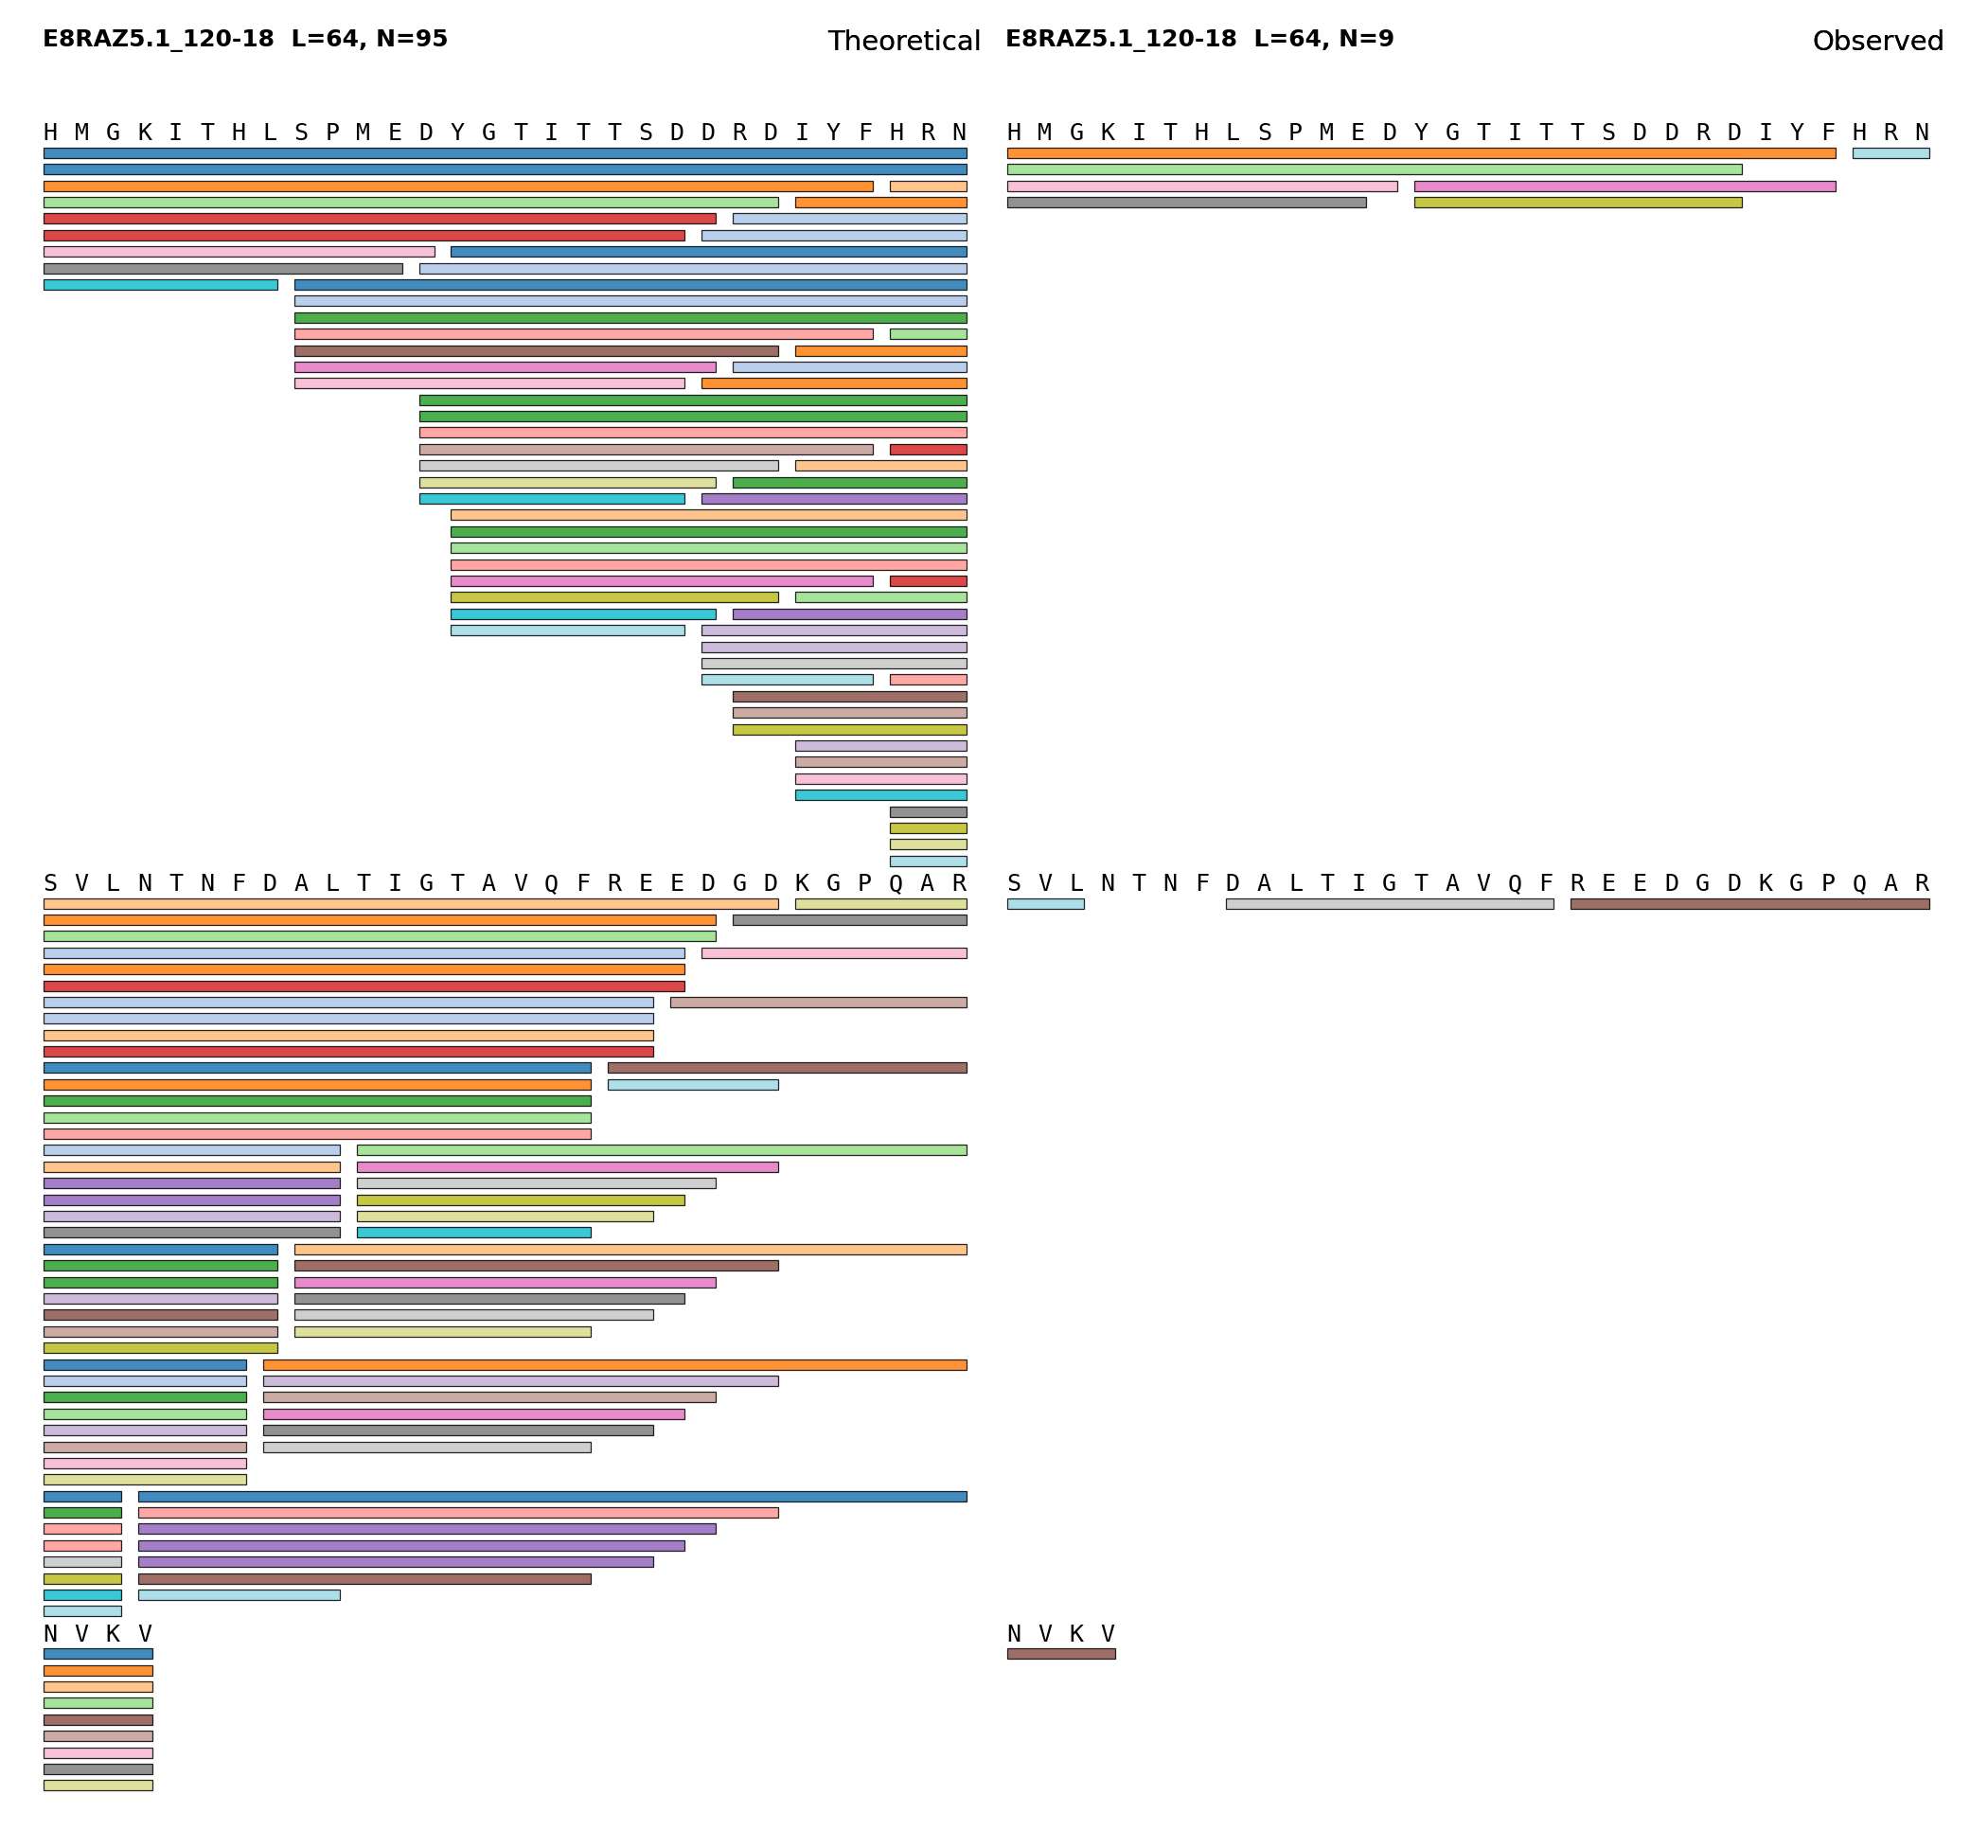 E8RAZ5.1_120-18 L=64, N=95 Theoretical
E8RAZ5.1_120-18 L=64, N=9 Observed
H M G K I T H L S P M E D Y G T I T T S D D R D I Y F H R N
H M G K I T H L S P M E D Y G T I T T S D D R D I Y F H R N
S V L N T N F D A L T I G T A V Q F R E E D G D K G P Q A R
S V L N T N F D A L T I G T A V Q F R E E D G D K G P Q A R
N V K V
N V K V